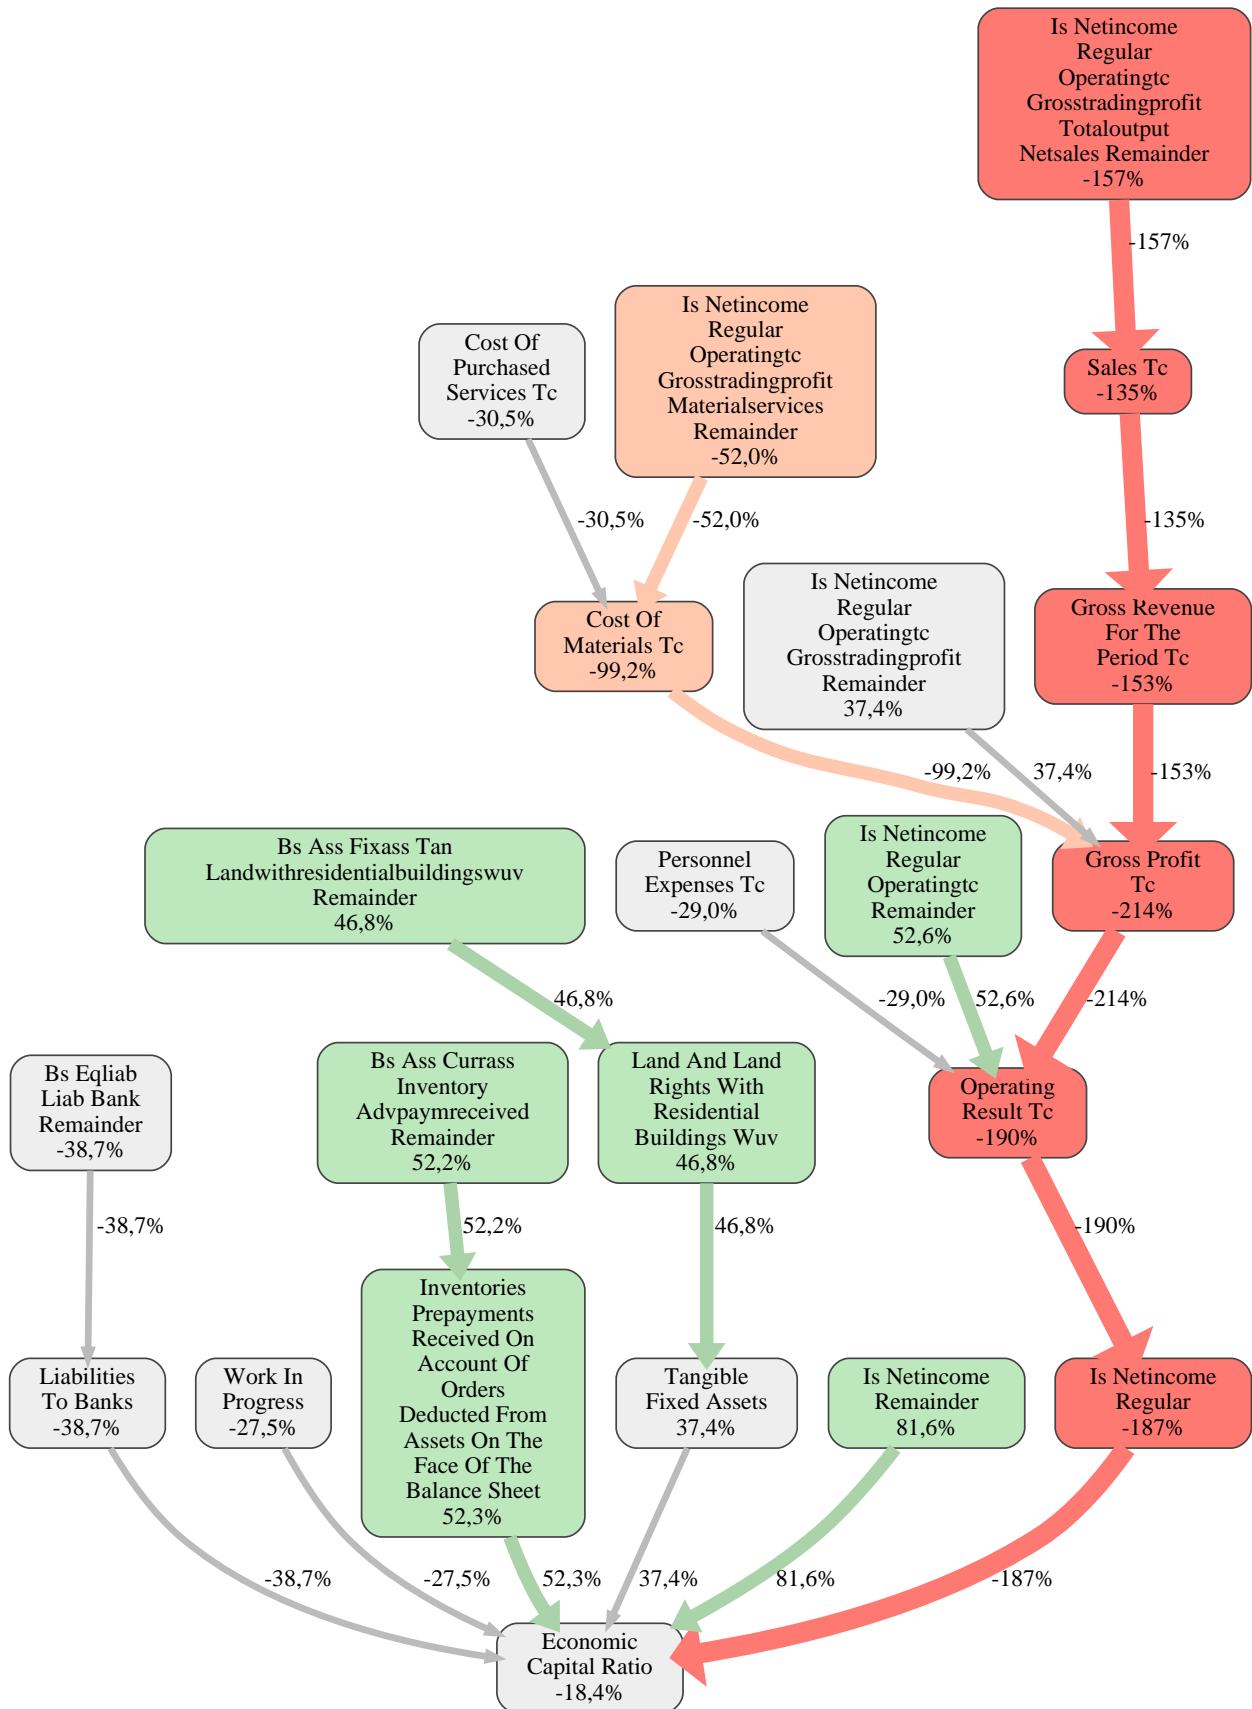 Is Netincome
Regular
Operatingtc
Grosstradingprofit
Totaloutput
Netsales Remainder
-157%
-157%
Cost Of
Purchased
Services Tc
-30,5%
Is Netincome
Regular
Operatingtc
Grosstradingprofit
Materialservices
Remainder
-52,0%
Sales Tc
-135%
-30,5%
-52,0%
-135%
Cost Of
Materials Tc
-99,2%
Is Netincome
Regular
Operatingtc
Grosstradingprofit
Remainder
37,4%
Gross Revenue
For The
Period Tc
-153%
-99,2%
37,4%
-153%
Bs Ass Fixass Tan
Landwithresidentialbuildingswuv
Remainder
46,8%
Personnel
Expenses Tc
-29,0%
Is Netincome
Regular
Operatingtc
Remainder
52,6%
Gross Profit
Tc
-214%
46,8%
-29,0%
52,6%
-214%
Bs Eqliab
Liab Bank
Remainder
-38,7%
Bs Ass Currass
Inventory
Advpaymreceived
Remainder
52,2%
Land And Land
Rights With
Residential
Buildings Wuv
46,8%
Operating
Result Tc
-190%
-38,7%
52,2%
46,8%
-190%
Liabilities
To Banks
-38,7%
Work In
Progress
-27,5%
Inventories
Prepayments
Received On
Account Of
Orders
Deducted From
Assets On The
Face Of The
Balance Sheet
52,3%
Tangible
Fixed Assets
37,4%
Is Netincome
Remainder
81,6%
Is Netincome
Regular
-187%
-38,7%
-27,5%
52,3%
37,4%
81,6%
-187%
Economic
Capital Ratio
-18,4%